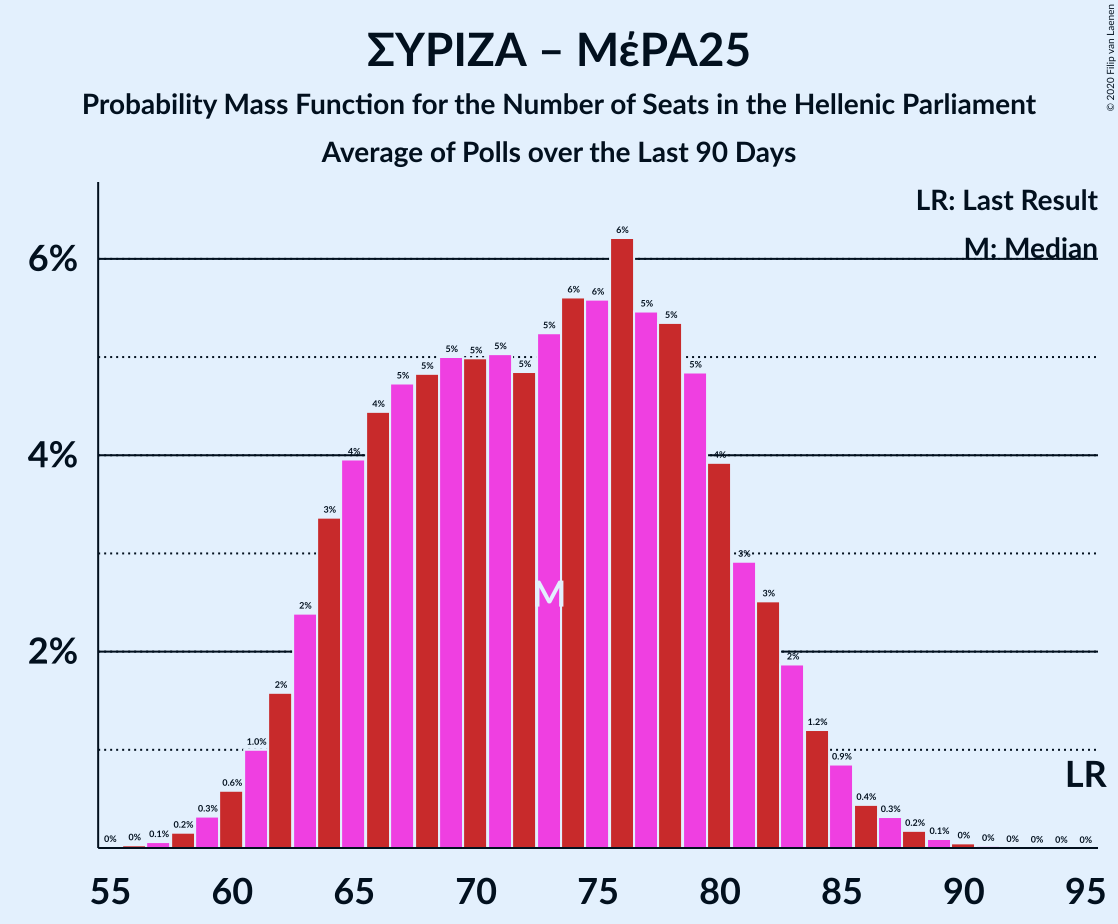 ΣΥΡΙΖΑ – ΜέΡΑ25
Probability Mass Function for the Number of Seats in the Hellenic Parliament
Average of Polls over the Last 90 Days
© 2020 Filip van Laenen
LR: Last Result
M: Median
6%
4%
2%
0% 0% 0.1% 0.2% 0.3% 0.6% 1.0% 2% 2% 3% 4% 4% 5% 5% 5% 5% 5% 5% 5% 6% 6% 6% 5% 5% 5% 4% 3% 3% 2% 1.2% 0.9% 0.4% 0.3% 0.2% 0.1% 0% 0% 0% 0% 0% 0%
M
LR
55 60 65 70 75 80 85 90 95